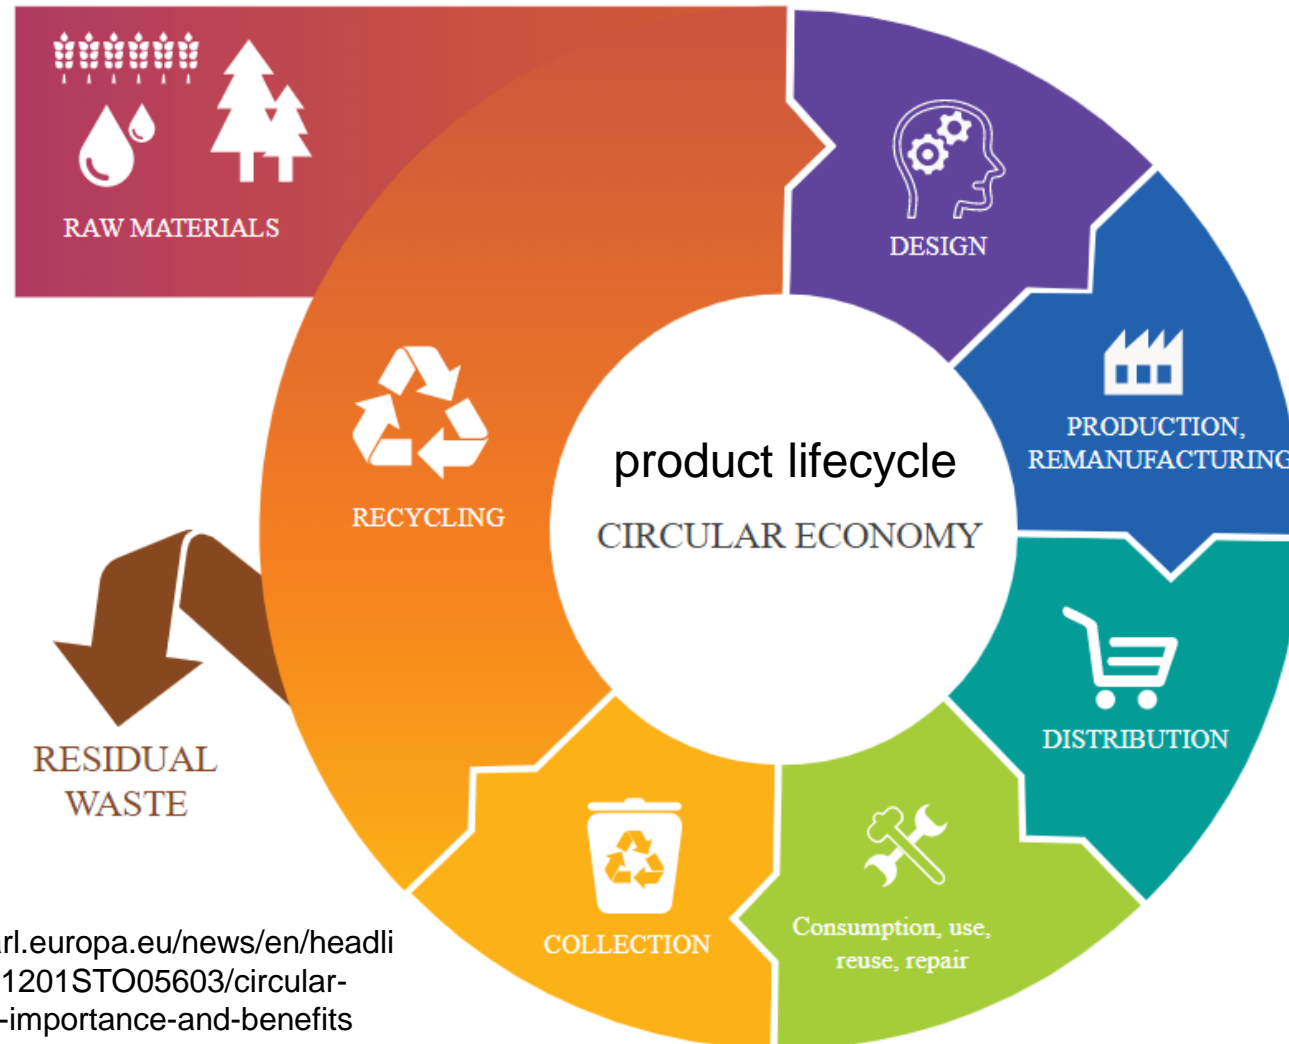 RAW MATERIALS
DESIGN
PRODUCTION,
REMANUFACTURING
product lifecycle
CIRCULAR ECONOMY
RECYCLING
DISTRIBUTION
RESIDUAL
WASTE
Consumption, use,
reuse, repair
COLLECTION
arl.europa.eu/news/en/headli
1201STO05603/circular-
-importance-and-benefits